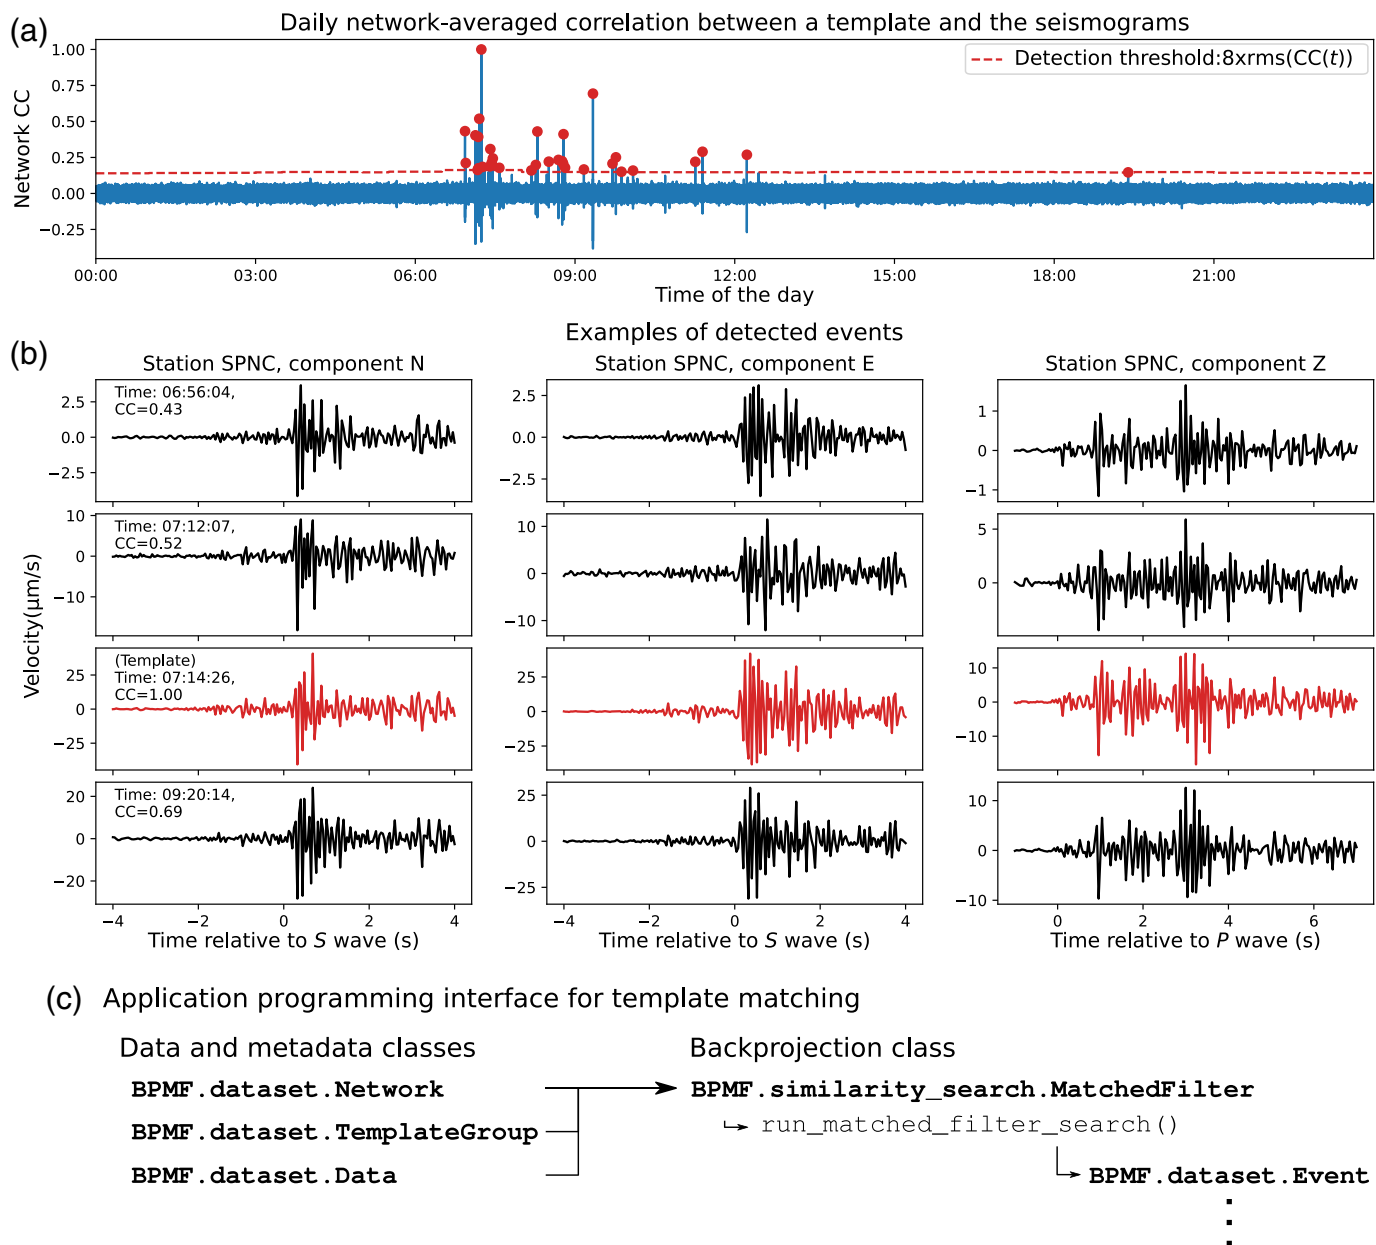 (a)
Daily network-averaged correlation between a template and the seismograms
Detection threshold:8xrms(CC(t))
Network CC
1.00
0.75
0.50
0.25
0.00
−0.25
00:00 03:00 06:00 09:00 12:00 15:00 18:00 21:00
Time of the day
(b)
Examples of detected events
Station SPNC, component N
Station SPNC, component E
Station SPNC, component Z
Velocity(μm/s)
Time: 06:56:04,
CC=0.43
2.5
0.0
−2.5
2.5
0.0
−2.5
1
0
−1
Time: 07:12:07,
CC=0.52
10
0
−10
10
0
−10
5
0
(Template)
Time: 07:14:26,
CC=1.00
25
0
−25
25
0
−25
10
0
−10
Time: 09:20:14,
CC=0.69
20
0
−20
25
0
−25
10
0
−10
−4 −2 0 2 4
−4 −2 0 2 4
0 2 4 6
Time relative to S wave (s)
Time relative to S wave (s)
Time relative to P wave (s)
(c) Application programming interface for template matching
Data and metadata classes
BPMF.dataset.Network
BPMF.dataset.TemplateGroup
BPMF.dataset.Data
Backprojection class
BPMF.similarity_search.MatchedFilter
run_matched_filter_search()
BPMF.dataset.Event